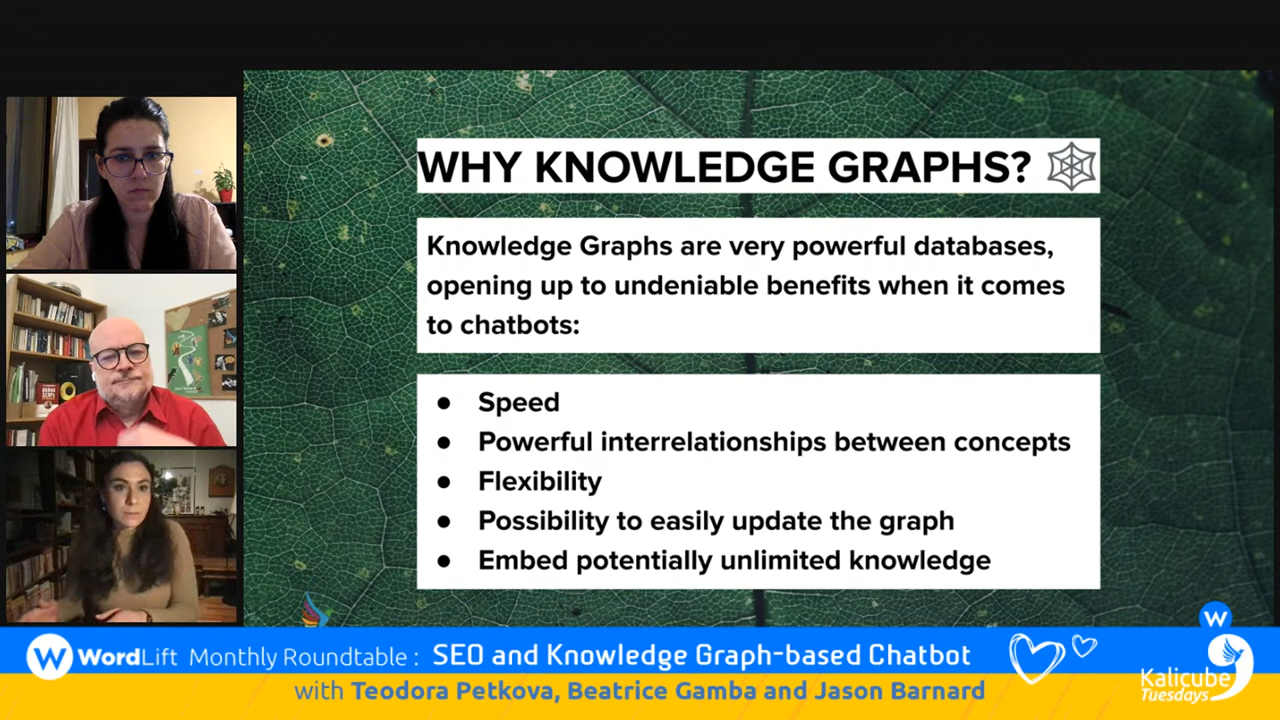 WHY KNOWLEDGE GRAPHS?
Knowledge Graphs are very powerful databases,
opening up to undeniable benefits when it comes
to chatbots:
● Speed
● Powerful interrelationships between concepts
● Flexibility
● Possibility to easily update the graph
● Embed potentially unlimited knowledge
W
W WordLift Monthly Roundtable : SEO and Knowledge Graph-based Chatbot
with Teodora Petkova, Beatrice Gamba and Jason Barnard
Kalicube
Tuesdays